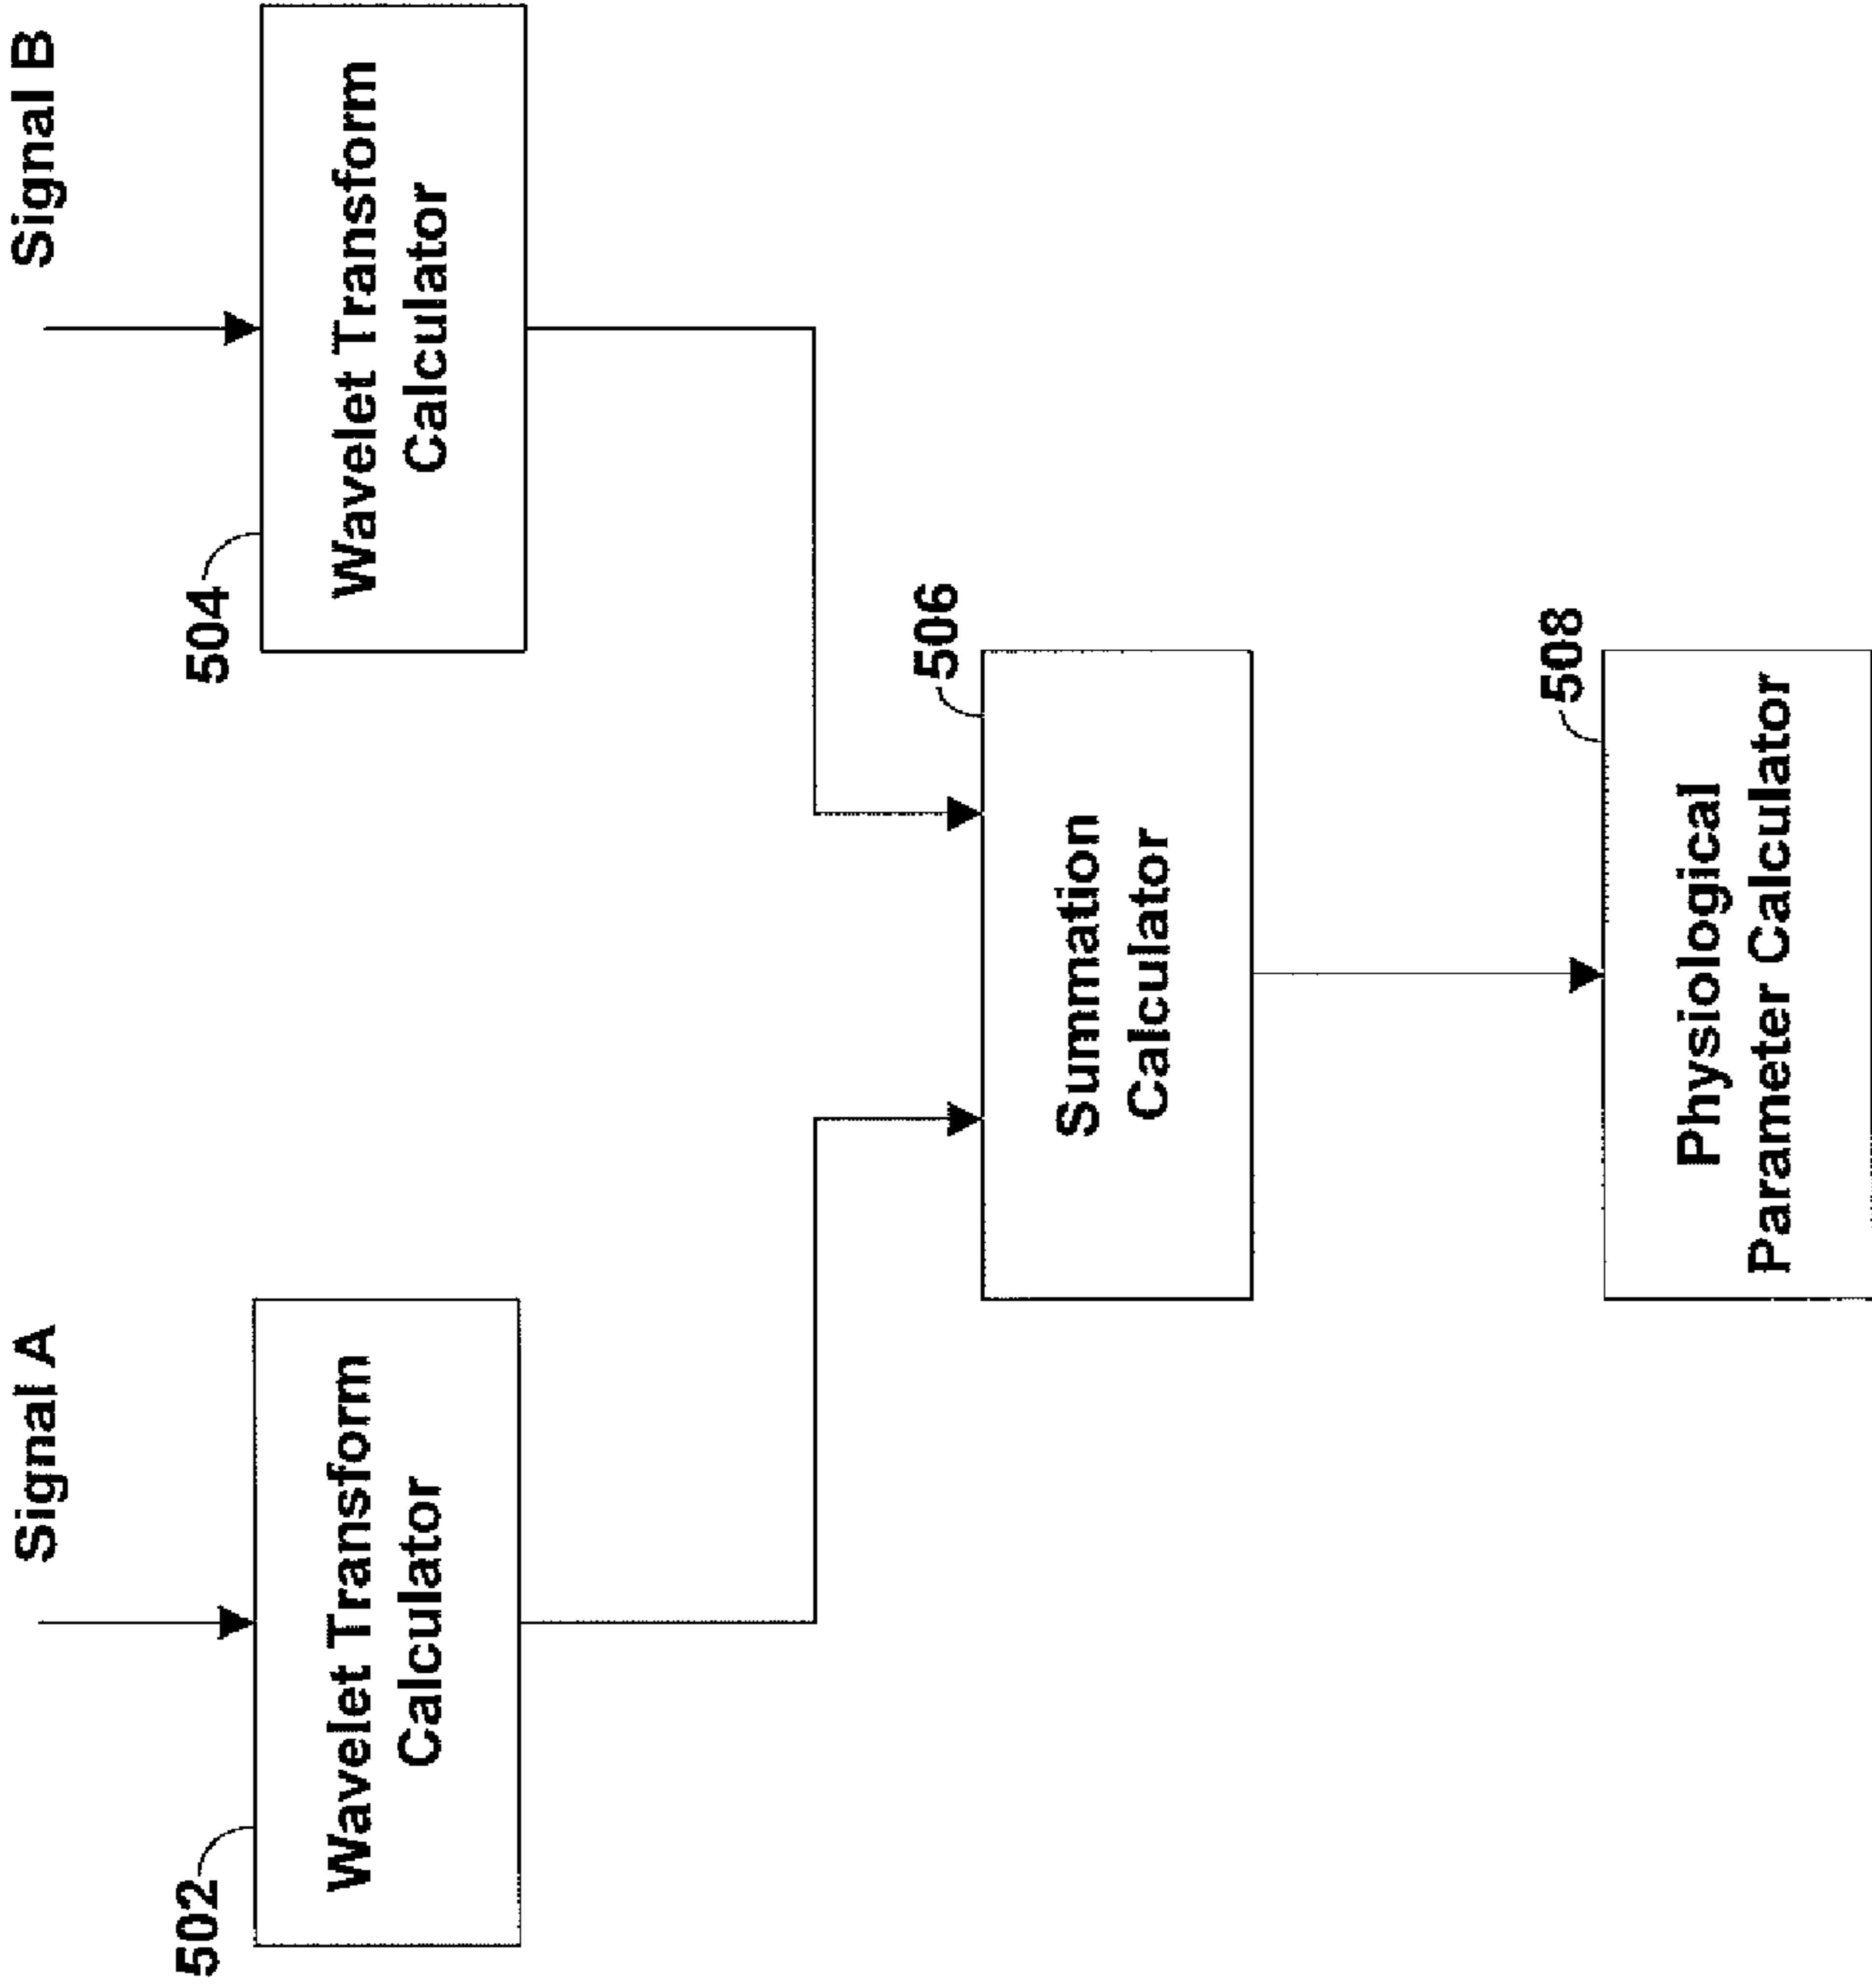 Signal A
502
Wavelet Transform
Calculator
Signal B
504
Wavelet Transform
Calculator
506
Summation
Calculator
508
Physiological
Parameter Calculator